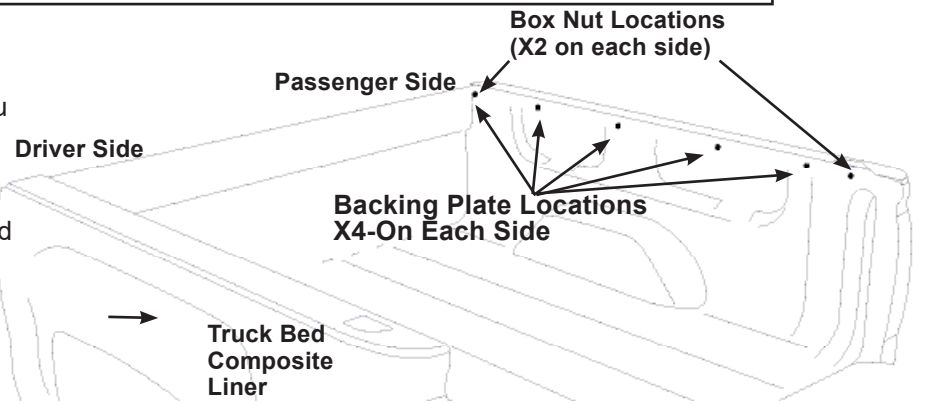 Box Nut Locations
(X2 on each side)
Passenger Side
u
Driver Side
Backing Plate Locations
X4-On Each Side
d
Truck Bed
Composite
Liner